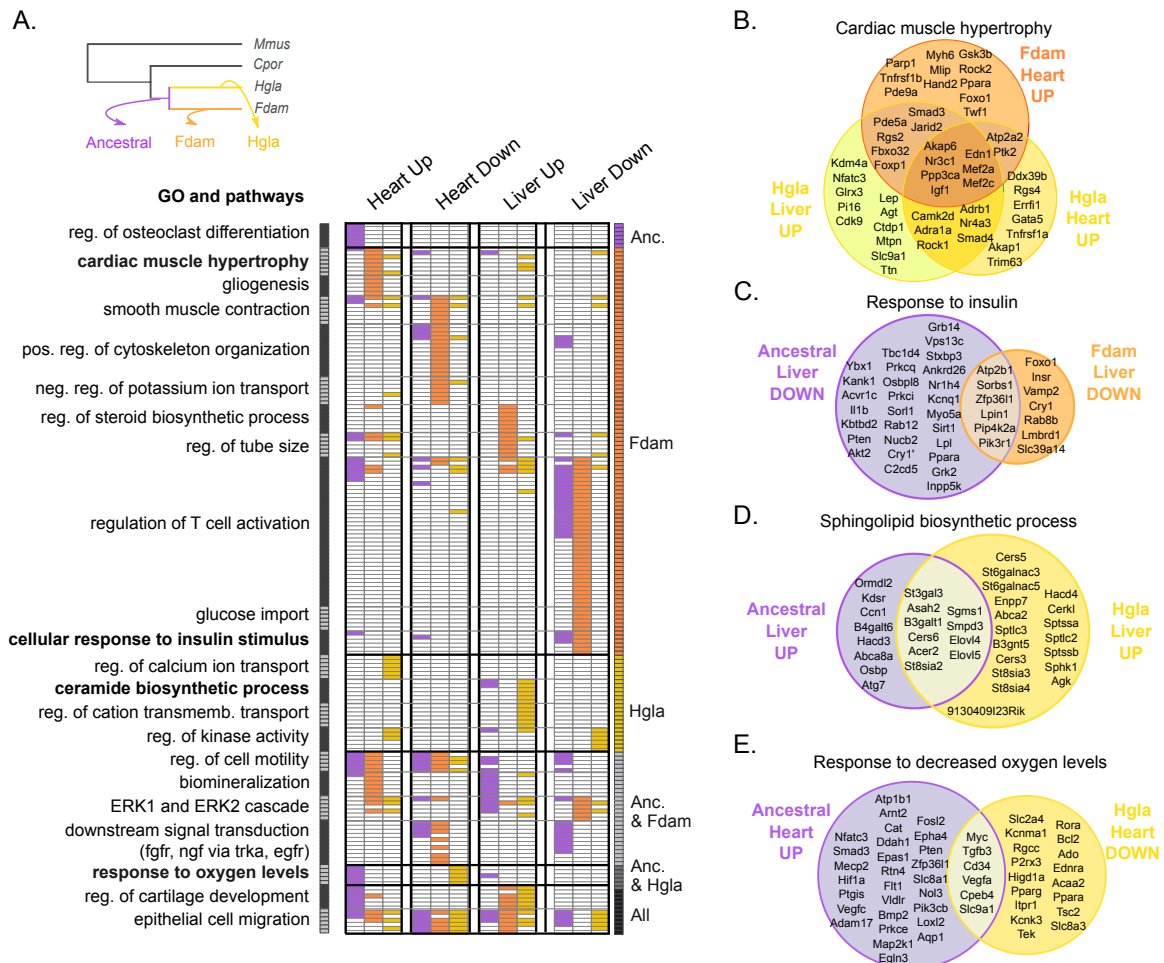 A.
Mmus
Cpor
Hgla
Fdam
Ancestral
Fdam
Hgla
GO and pathways
Heart Up
Heart Down
Liver Up
Liver Down
reg. of osteoclast differentiation
Anc.
cardiac muscle hypertrophy
gliogenesis
smooth muscle contraction
pos. reg. of cytoskeleton organization
neg. reg. of potassium ion transport
reg. of steroid biosynthetic process
Fdam
reg. of tube size
regulation of T cell activation
glucose import
cellular response to insulin stimulus
reg. of calcium ion transport
ceramide biosynthetic process
reg. of cation transmemb. transport
Hgla
reg. of kinase activity
reg. of cell motility
biomineralization
ERK1 and ERK2 cascade
Anc.
& Fdam
downstream signal transduction
(fgfr, ngf via trka, egfr)
response to oxygen levels
Anc.
& Hgla
reg. of cartilage development
epithelial cell migration
All
B.
Cardiac muscle hypertrophy
Fdam
Heart
UP
Parp1
Tnfrsf1b
Pde9a
Myh6
Mlip
Hand2
Gsk3b
Rock2
Ppara
Foxo1
Twf1
Smad3
Jarid2
Pde5a
Rgs2
Fbxo32
Foxp1
Atp2a2
Ptk2
Akap6
Nr3c1
Ppp3ca
Igf1
Edn1
Mef2a
Mef2c
Hgla
Liver
UP
Kdm4a
Nfatc3
Glrx3
Pi16
Cdk9
Lep
Agt
Ctdp1
Mtpn
Slc9a1
Ttn
Camk2d
Adra1a
Rock1
Adrb1
Nr4a3
Smad4
Ddx39b
Rgs4
Errfi1
Gata5
Tnfrsf1a
Akap1
Trim63
Hgla
Heart
UP
C.
Response to insulin
Ancestral
Liver
DOWN
Ybx1
Kank1
Acvr1c
Il1b
Kbtbd2
Pten
Akt2
Tbc1d4
Prkcq
Osbpl8
Prkci
Sorl1
Rab12
Nucb2
Cry1'
C2cd5
Grb14
Vps13c
Stxbp3
Ankrd26
Nr1h4
Kcnq1
Myo5a
Sirt1
Lpl
Ppara
Grk2
Inpp5k
Atp2b1
Sorbs1
Zfp36l1
Lpin1
Pip4k2a
Pik3r1
Foxo1
Insr
Vamp2
Cry1
Rab8b
Lmbrd1
Slc39a14
Fdam
Liver
DOWN
D.
Sphingolipid biosynthetic process
Ancestral
Liver
UP
Ormdl2
Kdsr
Ccn1
B4galt6
Hacd3
Abca8a
Osbp
Atg7
St3gal3
Asah2
B3galt1
Cers6
Acer2
St8sia2
Sgms1
Smpd3
Elovl4
Elovl5
Cers5
St6galnac3
St6galnac5
Enpp7
Abca2
Sptlc3
B3gnt5
Cers3
St8sia3
St8sia4
9130409I23Rik
Hacd4
Cerkl
Sptssa
Sptlc2
Sptssb
Sphk1
Agk
Hgla
Liver
UP
E.
Response to decreased oxygen levels
Ancestral
Heart
UP
Nfatc3
Smad3
Mecp2
Hif1a
Ptgis
Vegfc
Adam17
Atp1b1
Arnt2
Cat
Ddah1
Epas1
Rtn4
Flt1
Vldlr
Bmp2
Prkce
Map2k1
Egln3
Fosl2
Epha4
Pten
Zfp36l1
Slc8a1
Nol3
Pik3cb
Loxl2
Aqp1
Myc
Tgfb3
Cd34
Vegfa
Cpeb4
Slc9a1
Slc2a4
Kcnma1
Rgcc
P2rx3
Higd1a
Pparg
Itpr1
Kcnk3
Tek
Rora
Bcl2
Ado
Ednra
Acaa2
Ppara
Tsc2
Slc8a3
Hgla
Heart
DOWN